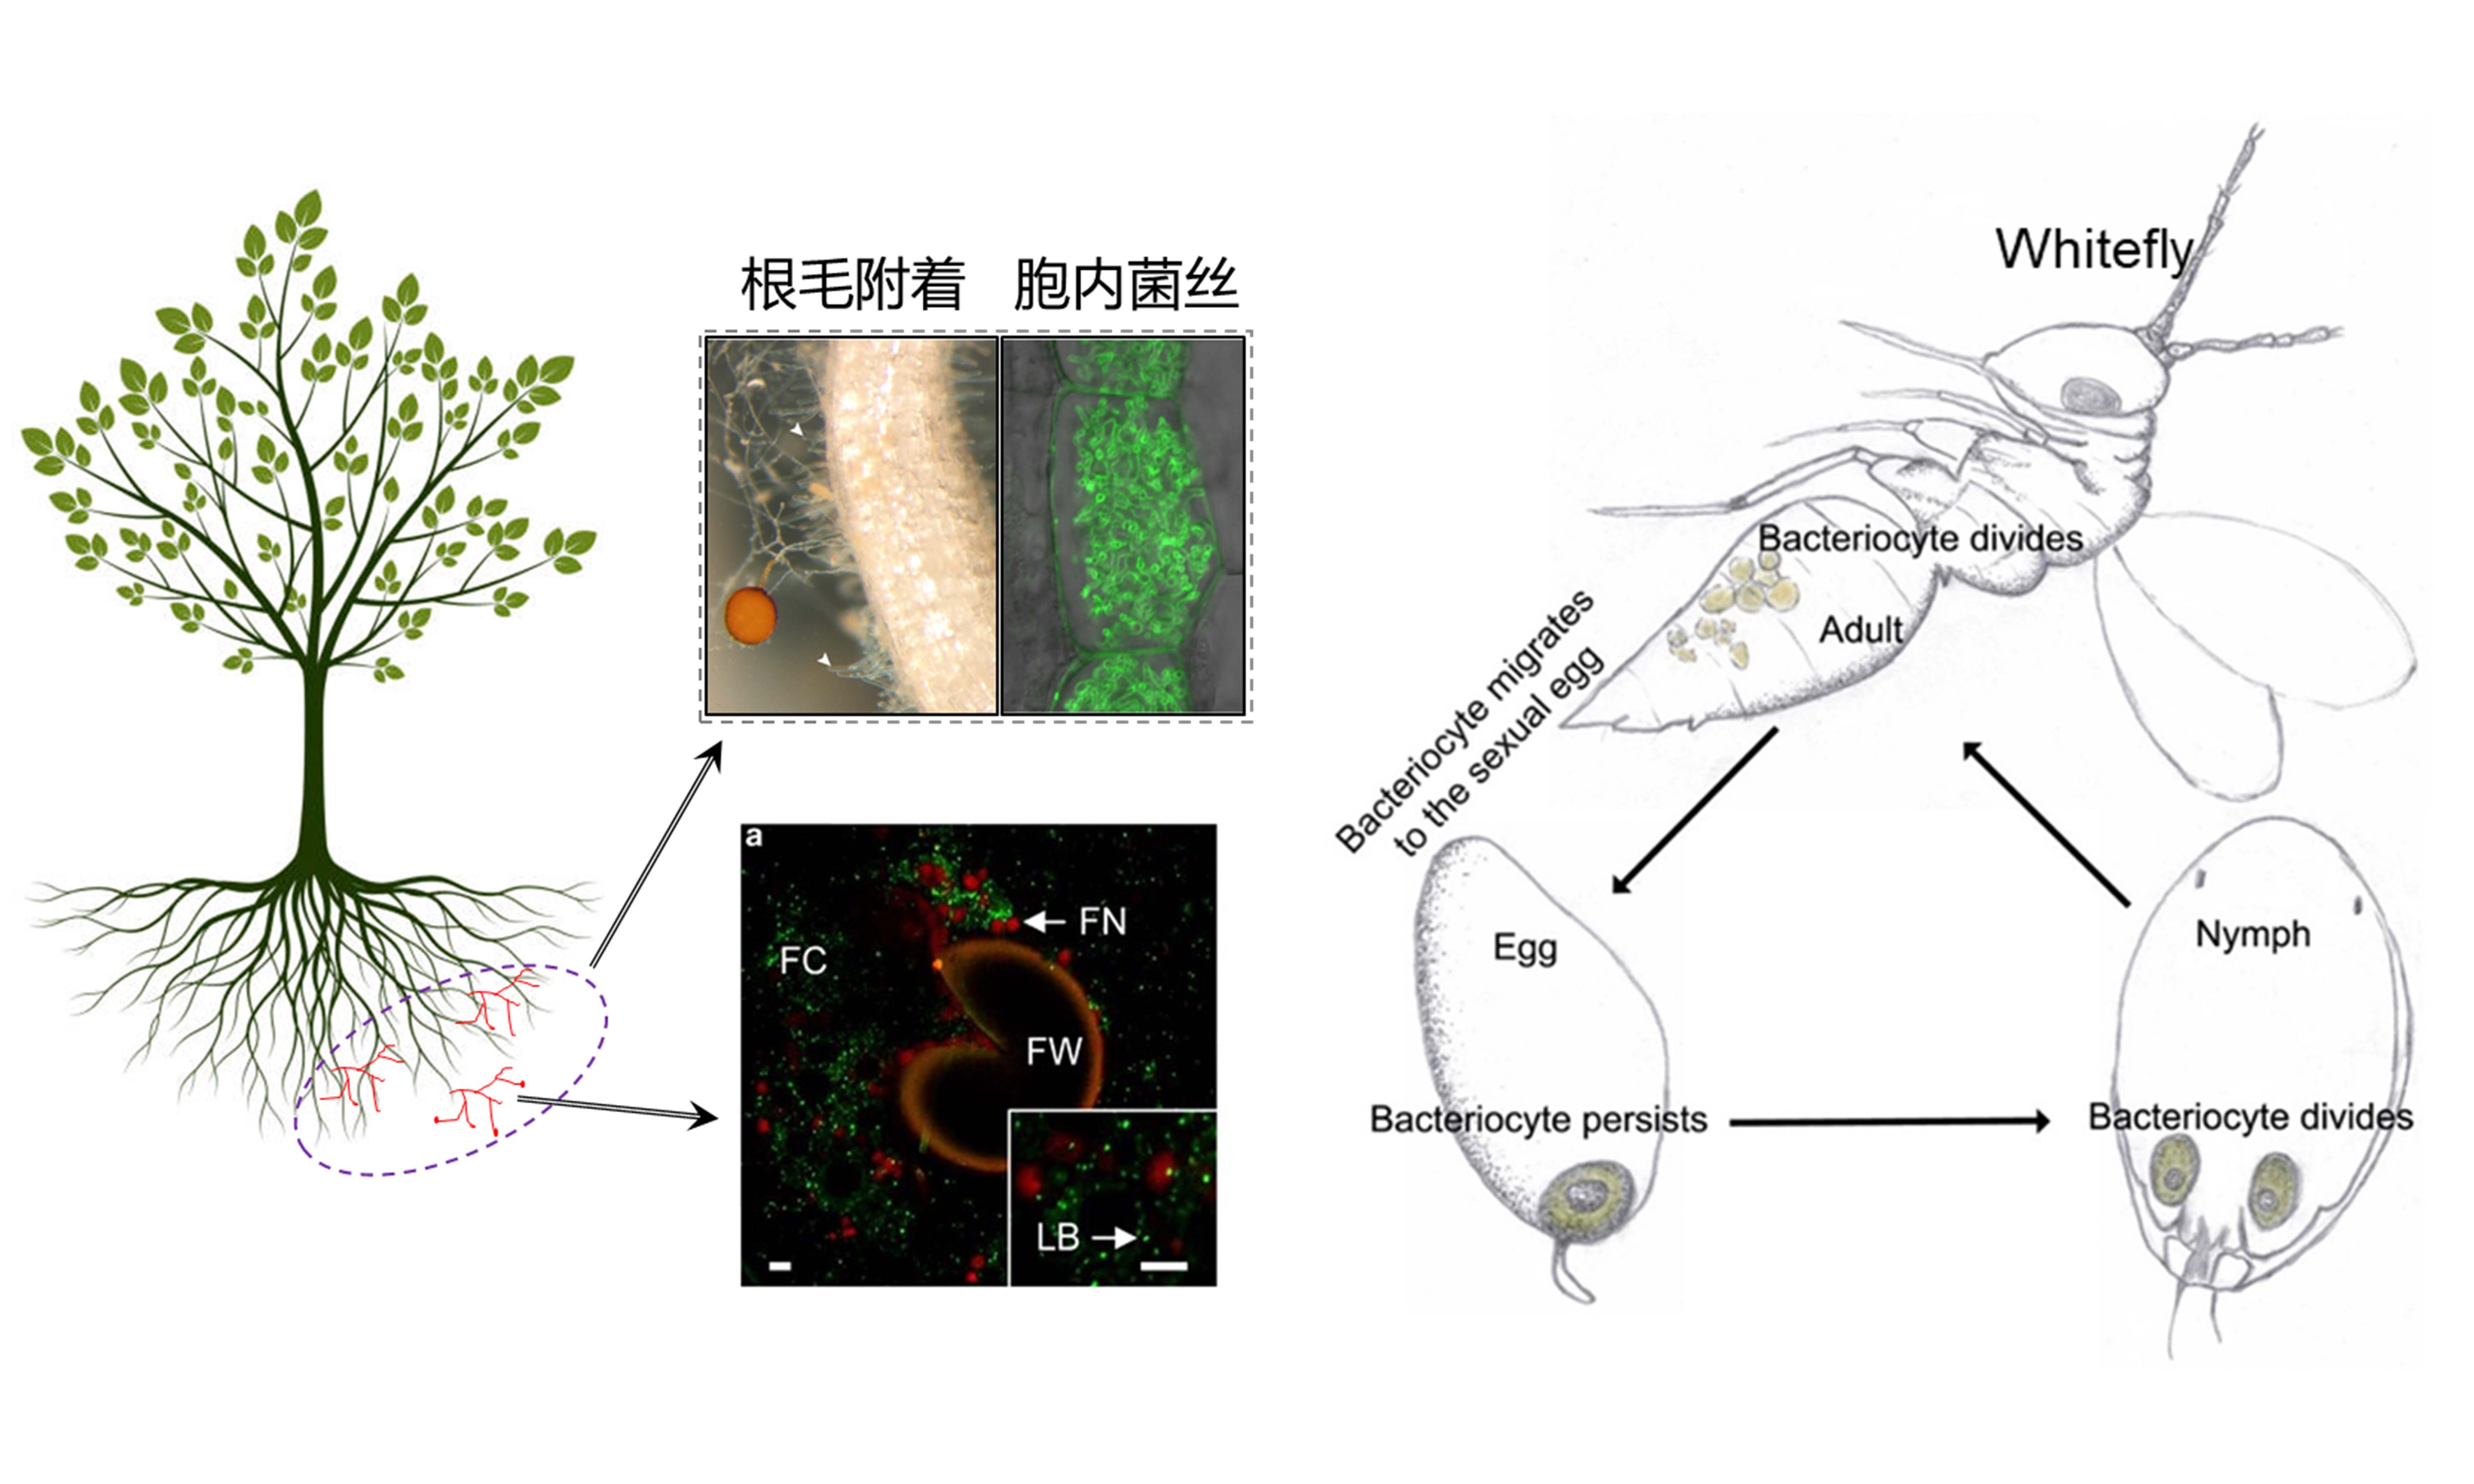 根毛附着 胞内菌丝
a
FN
FC
FW
LB
Whitefly
Bacteriocyte divides
Adult
Bacteriocyte migrates
to the sexual egg
Egg
Bacteriocyte persists
Nymph
Bacteriocyte divides